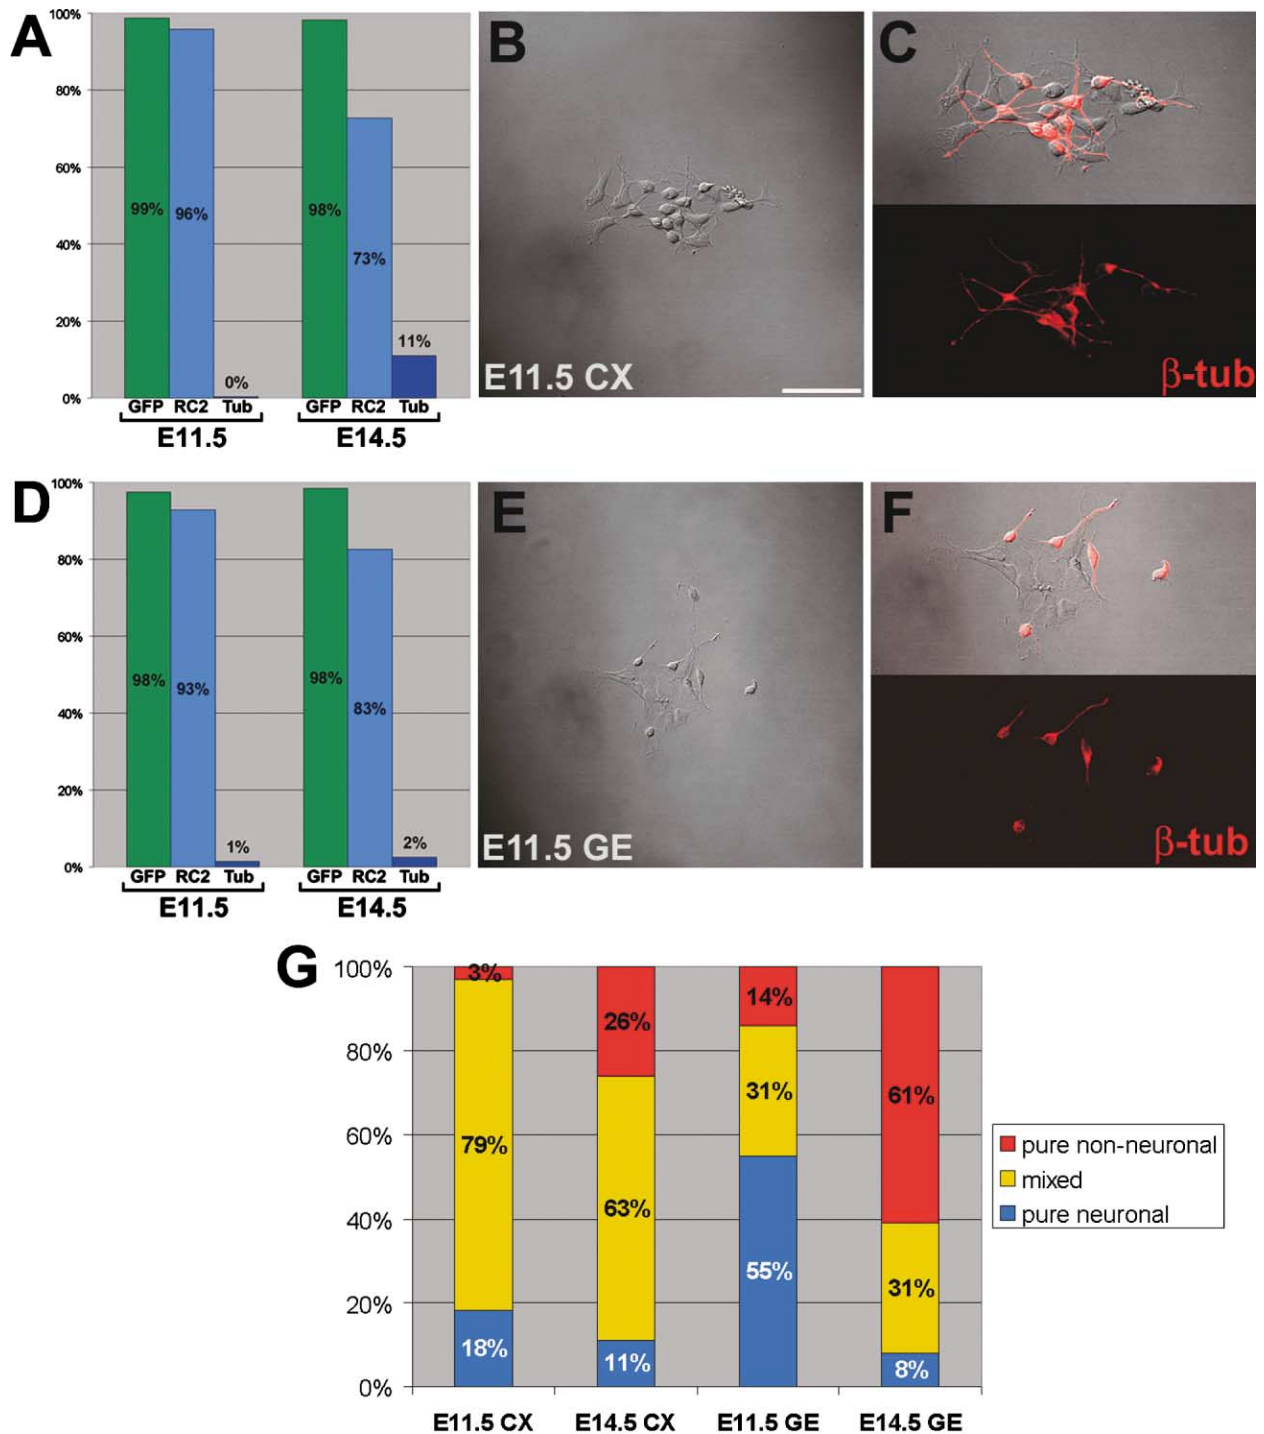 A
100%
80%
60%
40%
20%
0%
99%
96%
0%
98%
73%
11%
GFP RC2 Tub
GFP RC2 Tub
E11.5
E14.5
B
E11.5 CX
C
β-tub
D
100%
80%
60%
40%
20%
0%
98%
93%
1%
98%
83%
2%
GFP RC2 Tub
GFP RC2 Tub
E11.5
E14.5
E
E11.5 GE
F
β-tub
G
100%
80%
60%
40%
20%
0%
3%
79%
18%
26%
63%
11%
14%
31%
55%
61%
31%
8%
E11.5 CX
E14.5 CX
E11.5 GE
E14.5 GE
pure non-neuronal
mixed
pure neuronal